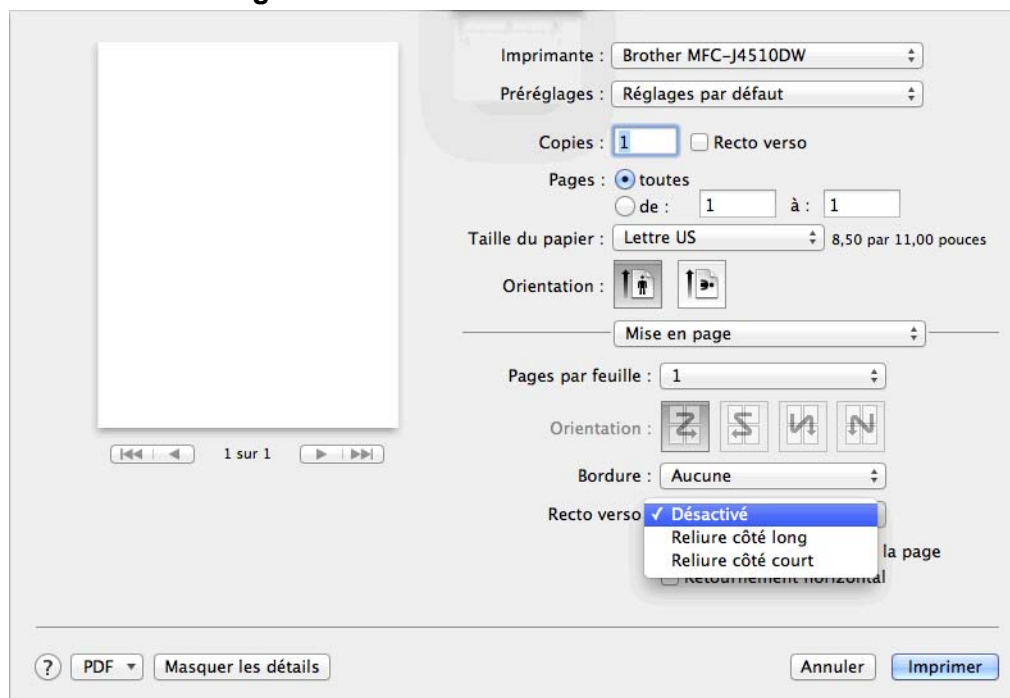 Imprimante : Brother MFC-J4510DW
Préréglages : Réglages par défaut
Copies : 1 Recto verso
Pages : toutes
de : 1 à : 1
Taille du papier : Lettre US 8,50 par 11,00 pouces
Orientation :
Mise en page
Pages par feuille : 1
Orientation :
1 sur 1
Bordure : Aucune
Recto verso ✓ Désactivé
Reliure côté long
Reliure côté court
la page
Retournement horizontal
? PDF Masquer les détails Annuler Imprimer